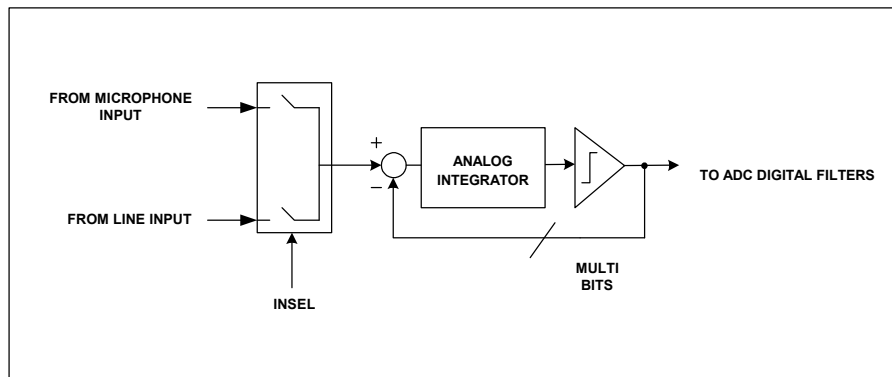 FROM MICROPHONE
INPUT
+
−
ANALOG
INTEGRATOR
TO ADC DIGITAL FILTERS
FROM LINE INPUT
MULTI
BITS
INSEL